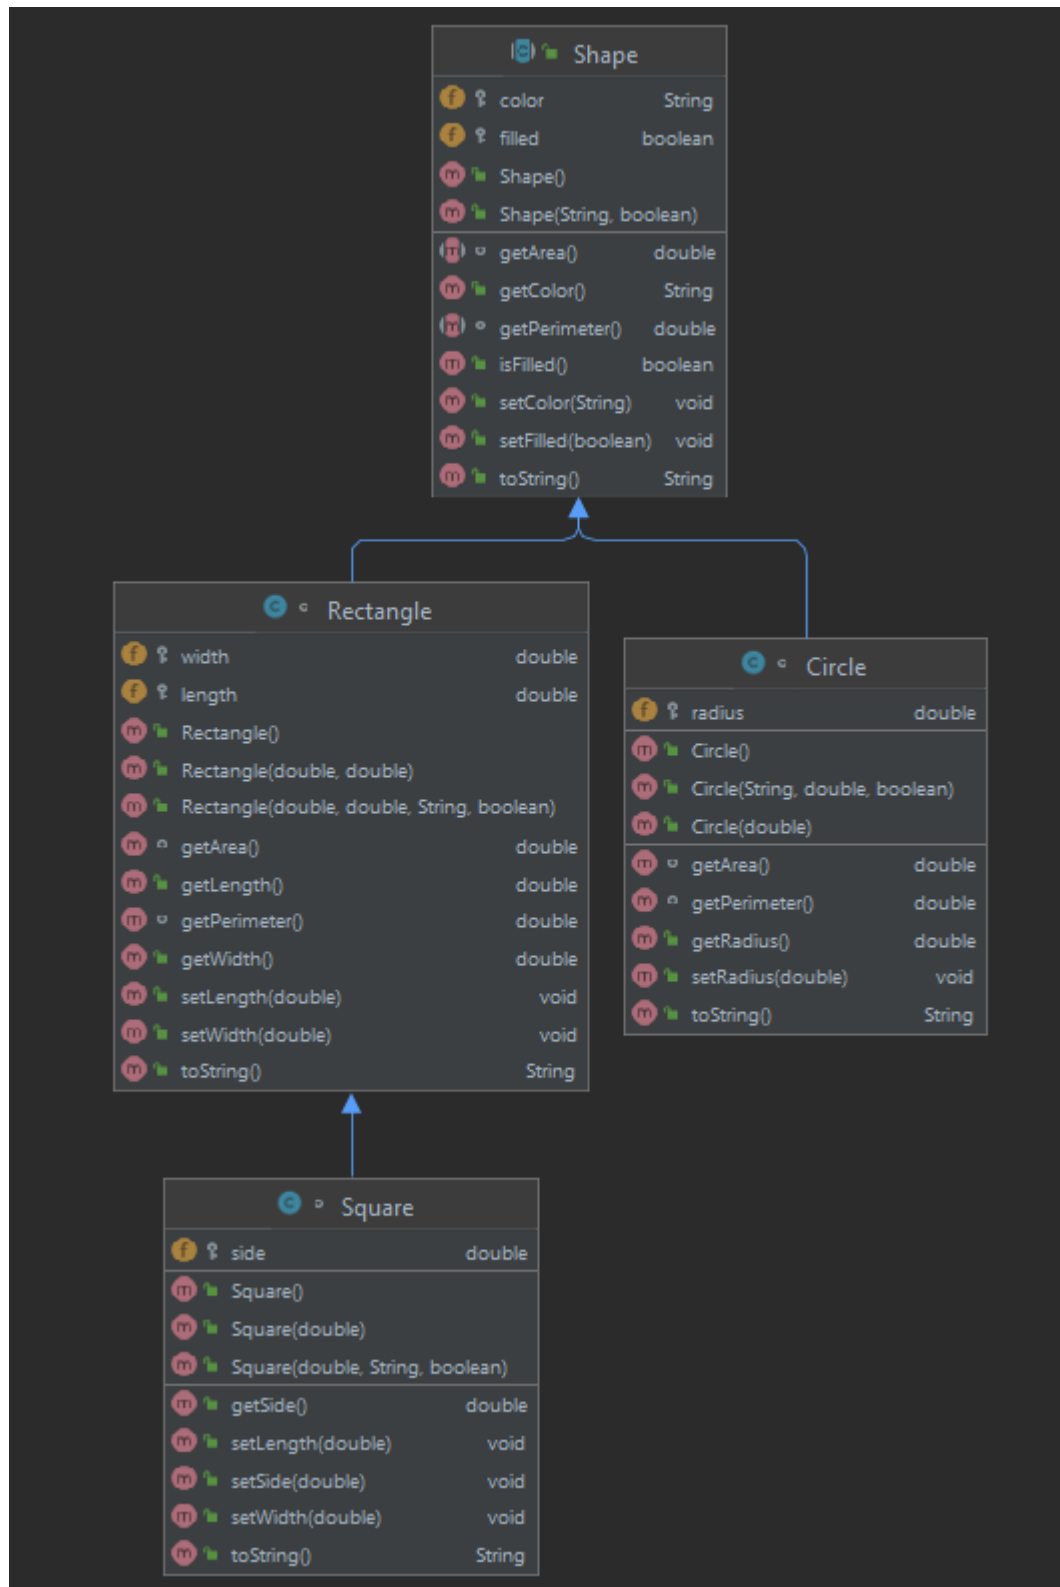 Shape
color String
filled boolean
Shape()
Shape(String, boolean)
getArea() double
getColor() String
getPerimeter() double
isFilled() boolean
setColor(String) void
setFilled(boolean) void
toString() String
Rectangle
width double
length double
Rectangle()
Rectangle(double, double)
Rectangle(double, double, String, boolean)
getArea() double
getLength() double
getPerimeter() double
getWidth() double
setLength(double) void
setWidth(double) void
toString() String
Circle
radius double
Circle()
Circle(String, double, boolean)
Circle(double)
getArea() double
getPerimeter() double
getRadius() double
setRadius(double) void
toString() String
Square
side double
Square()
Square(double)
Square(double, String, boolean)
getSide() double
setLength(double) void
setSide(double) void
setWidth(double) void
toString() String